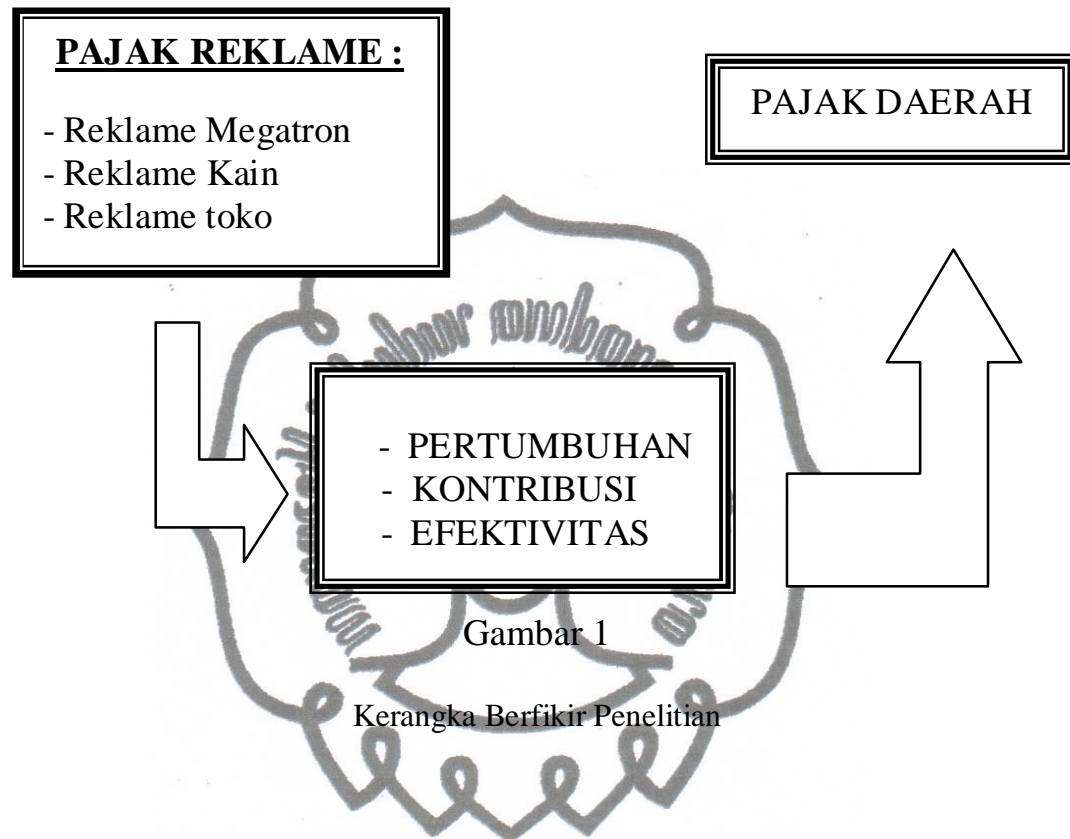 PAJAK REKLAME :
- Reklame Megatron
- Reklame Kain
- Reklame toko
PAJAK DAERAH
- PERTUMBUHAN
- KONTRIBUSI
- EFEKTIVITAS
Gambar 1
Kerangka Berfikir Penelitian